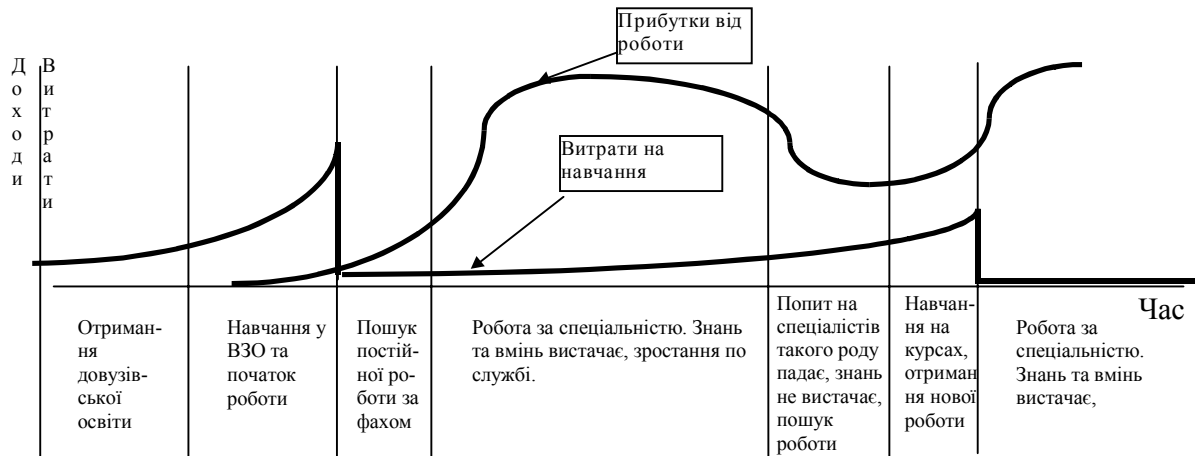 Прибутки від
роботи
Доходи
Витрати
Витрати на
навчання
Час
Отриман-
ня
довузів-
ської
освіти
Навчання у
ВЗО та
початок
роботи
Пошук
постій-
ної ро-
боти за
фахом
Робота за спеціальністю. Знань
та вмінь вистачає, зростання по
службі.
Попит на
спеціалістів
такого роду
падає, знань
не вистачає,
пошук
роботи
Навчан-
ня на
курсах,
отриман
ня нової
роботи
Робота за
спеціальністю.
Знань та вмінь
вистачає,